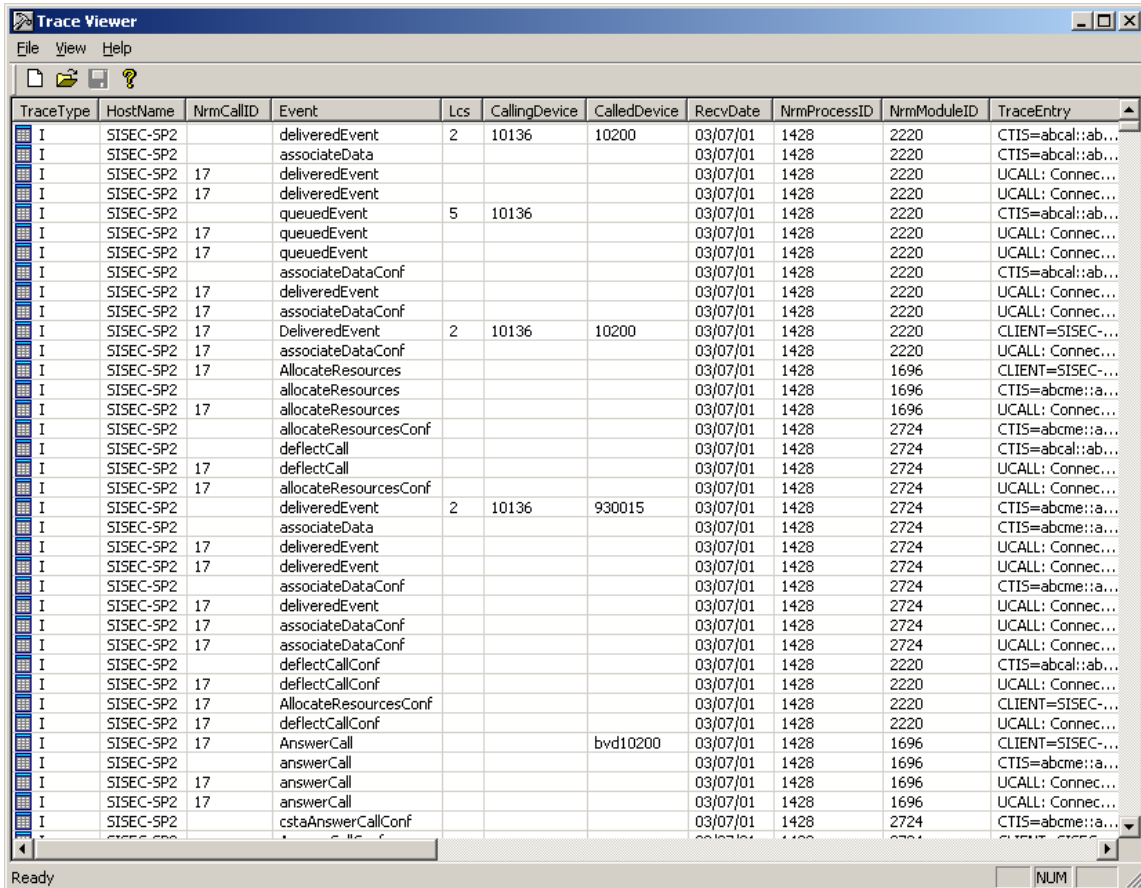 Trace Viewer
File View Help
TraceType HostName NrmCallID Event Lcs CallingDevice CalledDevice RecvDate NrmProcessID NrmModuleID TraceEntry
I SISEC-SP2 deliveredEvent 2 10136 10200 03/07/01 1428 2220 CTIS=abcal::ab...
I SISEC-SP2 associateData 03/07/01 1428 2220 CTIS=abcal::ab...
I SISEC-SP2 17 deliveredEvent 03/07/01 1428 2220 UCALL: Connec...
I SISEC-SP2 17 deliveredEvent 03/07/01 1428 2220 UCALL: Connec...
I SISEC-SP2 queuedEvent 5 10136 03/07/01 1428 2220 CTIS=abcal::ab...
I SISEC-SP2 17 queuedEvent 03/07/01 1428 2220 UCALL: Connec...
I SISEC-SP2 17 queuedEvent 03/07/01 1428 2220 UCALL: Connec...
I SISEC-SP2 associateDataConf 03/07/01 1428 2220 CTIS=abcal::ab...
I SISEC-SP2 17 deliveredEvent 03/07/01 1428 2220 UCALL: Connec...
I SISEC-SP2 17 associateDataConf 03/07/01 1428 2220 UCALL: Connec...
I SISEC-SP2 17 DeliveredEvent 2 10136 10200 03/07/01 1428 2220 CLIENT=SISEC-...
I SISEC-SP2 17 associateDataConf 03/07/01 1428 2220 UCALL: Connec...
I SISEC-SP2 17 AllocateResources 03/07/01 1428 1696 CLIENT=SISEC-...
I SISEC-SP2 allocateResources 03/07/01 1428 1696 CTIS=abcme::a...
I SISEC-SP2 17 allocateResources 03/07/01 1428 1696 UCALL: Connec...
I SISEC-SP2 allocateResourcesConf 03/07/01 1428 2724 CTIS=abcme::a...
I SISEC-SP2 deflectCall 03/07/01 1428 2724 CTIS=abcal::ab...
I SISEC-SP2 17 deflectCall 03/07/01 1428 2724 UCALL: Connec...
I SISEC-SP2 17 allocateResourcesConf 03/07/01 1428 2724 UCALL: Connec...
I SISEC-SP2 deliveredEvent 2 10136 930015 03/07/01 1428 2724 CTIS=abcme::a...
I SISEC-SP2 associateData 03/07/01 1428 2724 CTIS=abcme::a...
I SISEC-SP2 17 deliveredEvent 03/07/01 1428 2724 UCALL: Connec...
I SISEC-SP2 17 deliveredEvent 03/07/01 1428 2724 UCALL: Connec...
I SISEC-SP2 associateDataConf 03/07/01 1428 2724 CTIS=abcme::a...
I SISEC-SP2 17 deliveredEvent 03/07/01 1428 2724 UCALL: Connec...
I SISEC-SP2 17 associateDataConf 03/07/01 1428 2724 UCALL: Connec...
I SISEC-SP2 17 associateDataConf 03/07/01 1428 2724 UCALL: Connec...
I SISEC-SP2 deflectCallConf 03/07/01 1428 2220 CTIS=abcal::ab...
I SISEC-SP2 17 deflectCallConf 03/07/01 1428 2220 UCALL: Connec...
I SISEC-SP2 17 AllocateResourcesConf 03/07/01 1428 2220 CLIENT=SISEC-...
I SISEC-SP2 17 deflectCallConf 03/07/01 1428 2220 UCALL: Connec...
I SISEC-SP2 17 AnswerCall bvd10200 03/07/01 1428 1696 CLIENT=SISEC-...
I SISEC-SP2 answerCall 03/07/01 1428 1696 CTIS=abcme::a...
I SISEC-SP2 17 answerCall 03/07/01 1428 1696 UCALL: Connec...
I SISEC-SP2 17 answerCall 03/07/01 1428 1696 UCALL: Connec...
I SISEC-SP2 cstaAnswerCallConf 03/07/01 1428 2724 CTIS=abcme::a...
Ready NUM